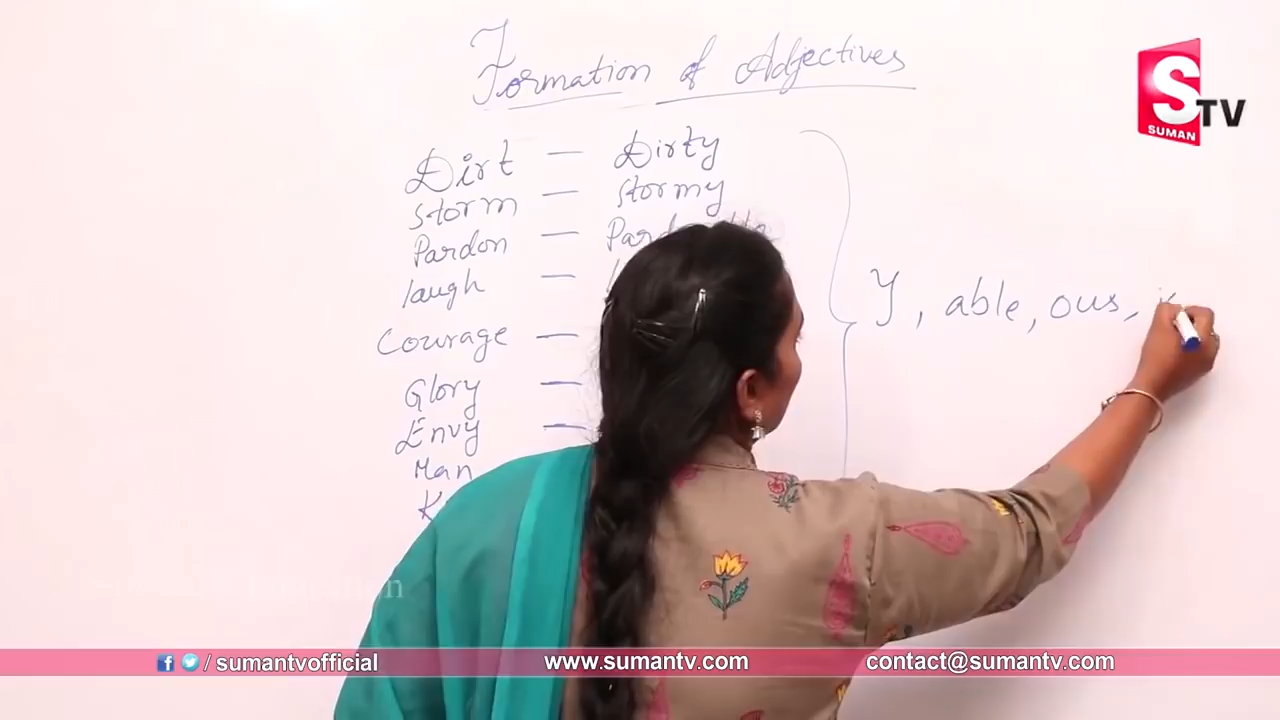 Formation of Adjectives
S TV
SUMAN
Dirt — Dirty
Storm — Stormy
Pardon —
laugh —
Courage —
Glory —
Envy —
Man
Y, able, ous,
/ sumantvofficial
www.sumantv.com
contact@sumantv.com